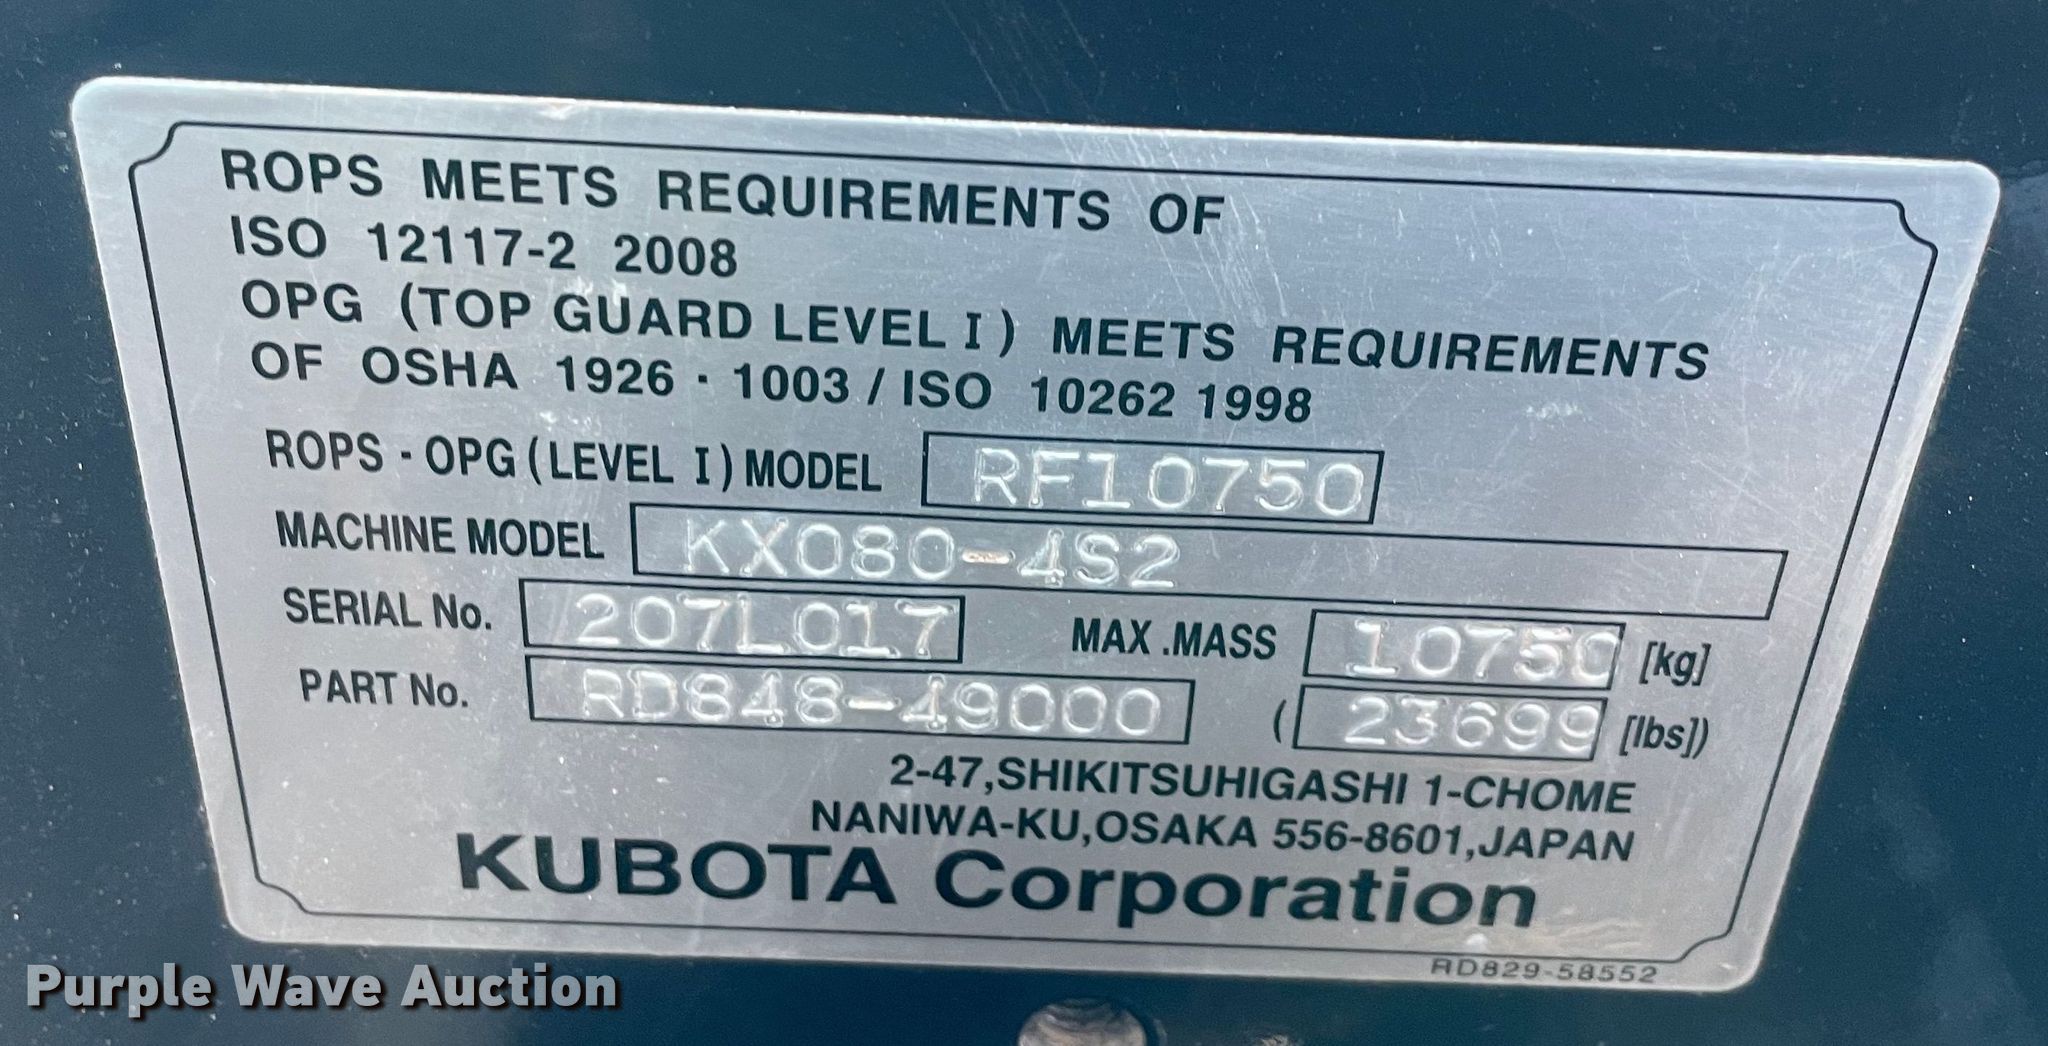 ROPS MEETS REQUIREMENTS OF
ISO 12117-2 2008
OPG (TOP GUARD LEVEL I) MEETS REQUIREMENTS
OF OSHA 1926 · 1003 / ISO 10262 1998
ROPS - OPG (LEVEL I) MODEL RF10750
MACHINE MODEL KX080-4S2
SERIAL No. 207L017 MAX .MASS 10750 [kg]
PART No. RD848-49000 (23699 [lbs])
2-47,SHIKITSUHIGASHI 1-CHOME
NANIWA-KU,OSAKA 556-8601,JAPAN
KUBOTA Corporation
RD829-58552
Purple Wave Auction